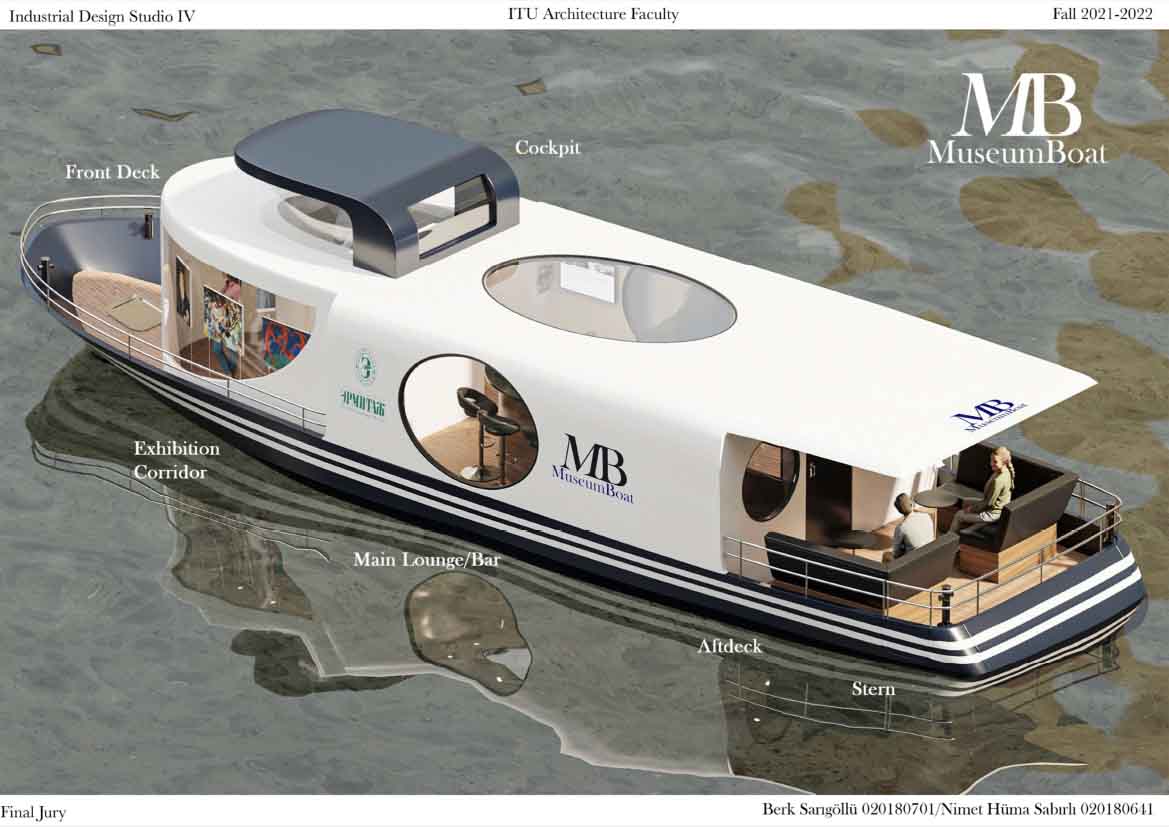 Industrial Design Studio IV
ITU Architecture Faculty
Fall 2021-2022
MB
MuseumBoat
Cockpit
Front Deck
ЭРМИТАЖ
MB
MuseumBoat
MB
MuseumBoat
Exhibition
Corridor
Main Lounge/Bar
Aftdeck
Stern
Final Jury
Berk Sarıgöllü 020180701/Nimet Hüma Sabırlı 020180641